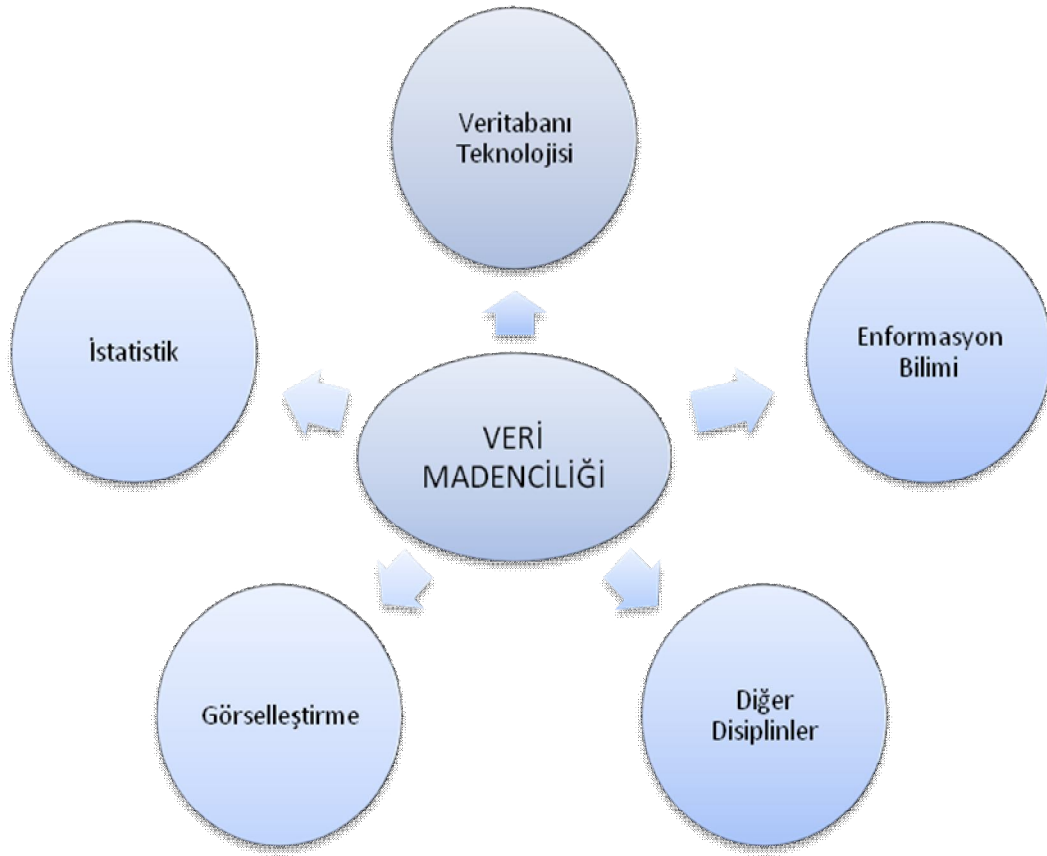 Veritabanı
Teknolojisi
İstatistik
Enformasyon
Bilimi
VERİ
MADENCİLİĞİ
Görselleştirme
Diğer
Disiplinler